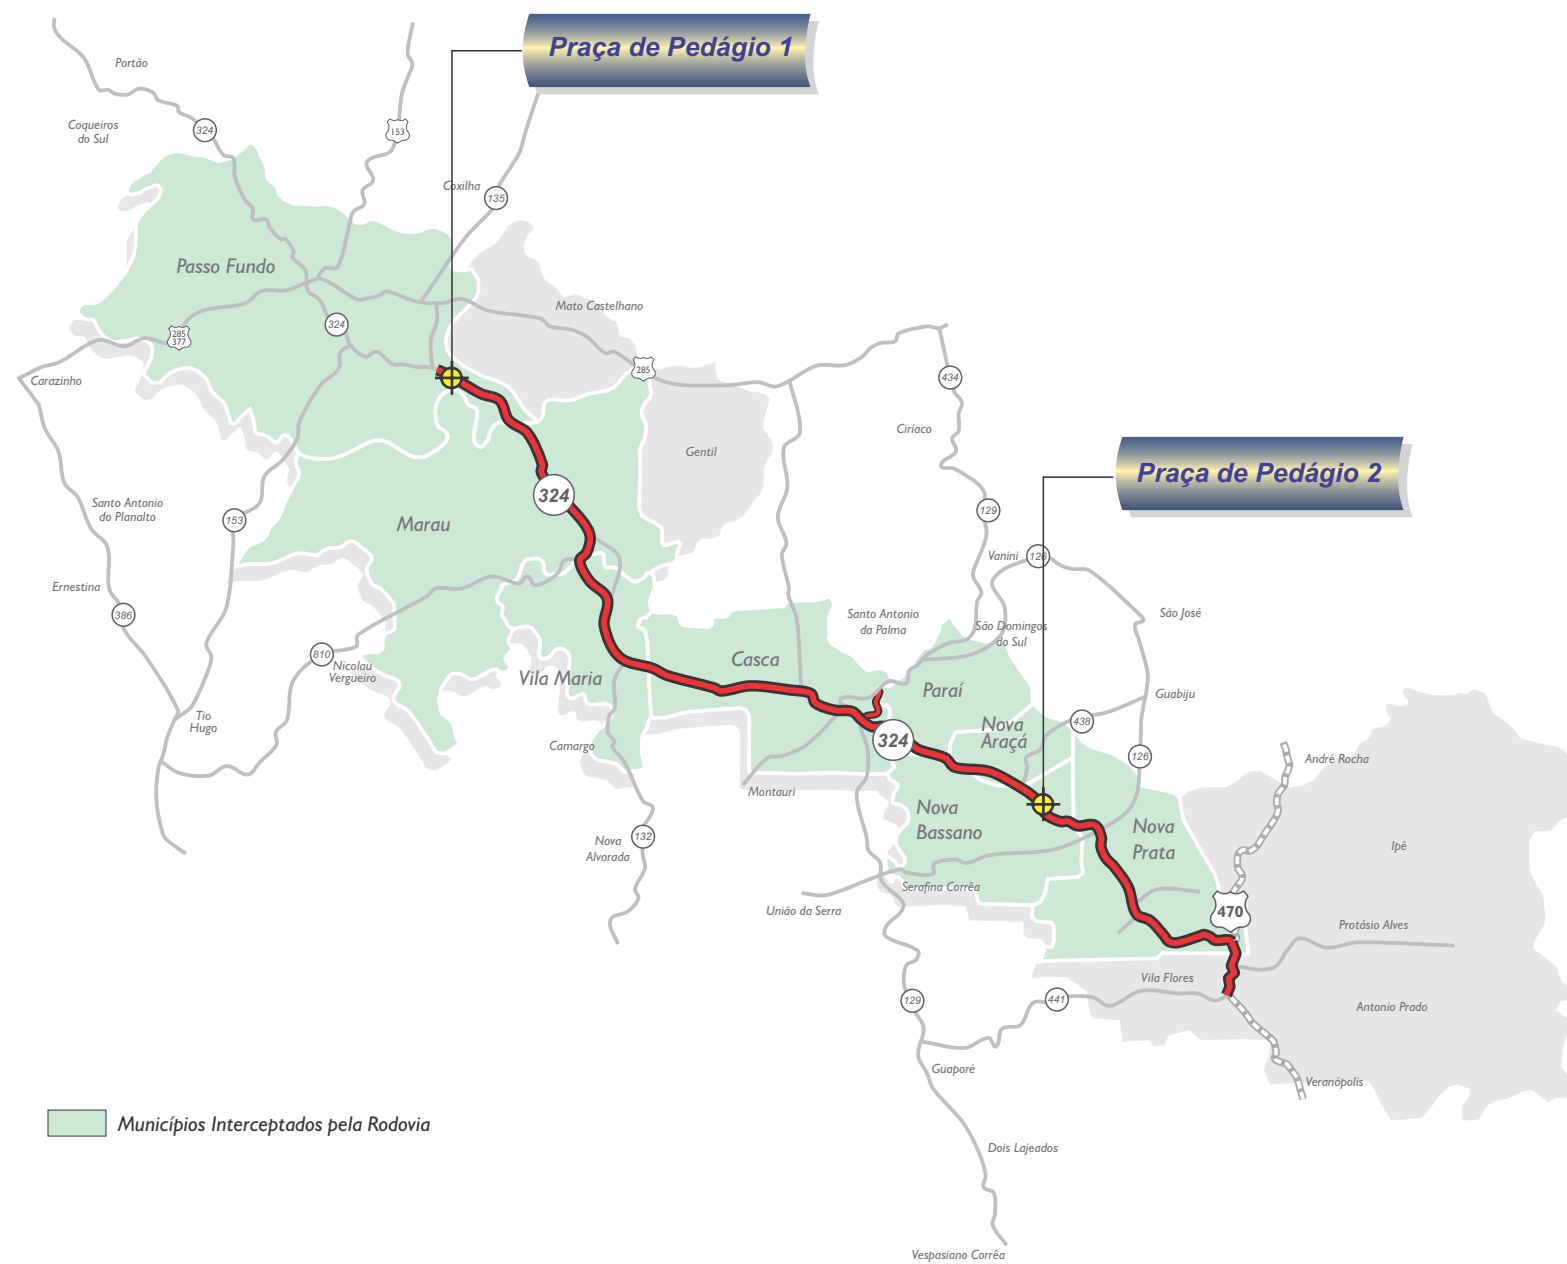 Praça de Pedágio 1
Portão
324
153
Coqueiros
do Sul
Coxilha
135
Passo Fundo
Mato Castelhano
324
285
377
285
Carazinho
434
Ciríaco
Gentil
Praça de Pedágio 2
324
Santo Antonio
do Planalto
153
Marau
129
Vanini
126
Ernestina
386
Santo Antonio
da Palma
São Domingos
do Sul
São José
810
Nicolau
Vergueiro
Vila Maria
Casca
Paraí
Guabiju
Tio
Hugo
Nova
Araçá
438
324
Camargo
126
André Rocha
Montauri
Nova
Bassano
Nova
Prata
132
Nova
Alvorada
Ipê
Serafina Corrêa
União da Serra
470
Protásio Alves
Vila Flores
129
441
Antonio Prado
Guaporé
Veranópolis
Municípios Interceptados pela Rodovia
Dois Lajeados
Vespasiano Corrêa